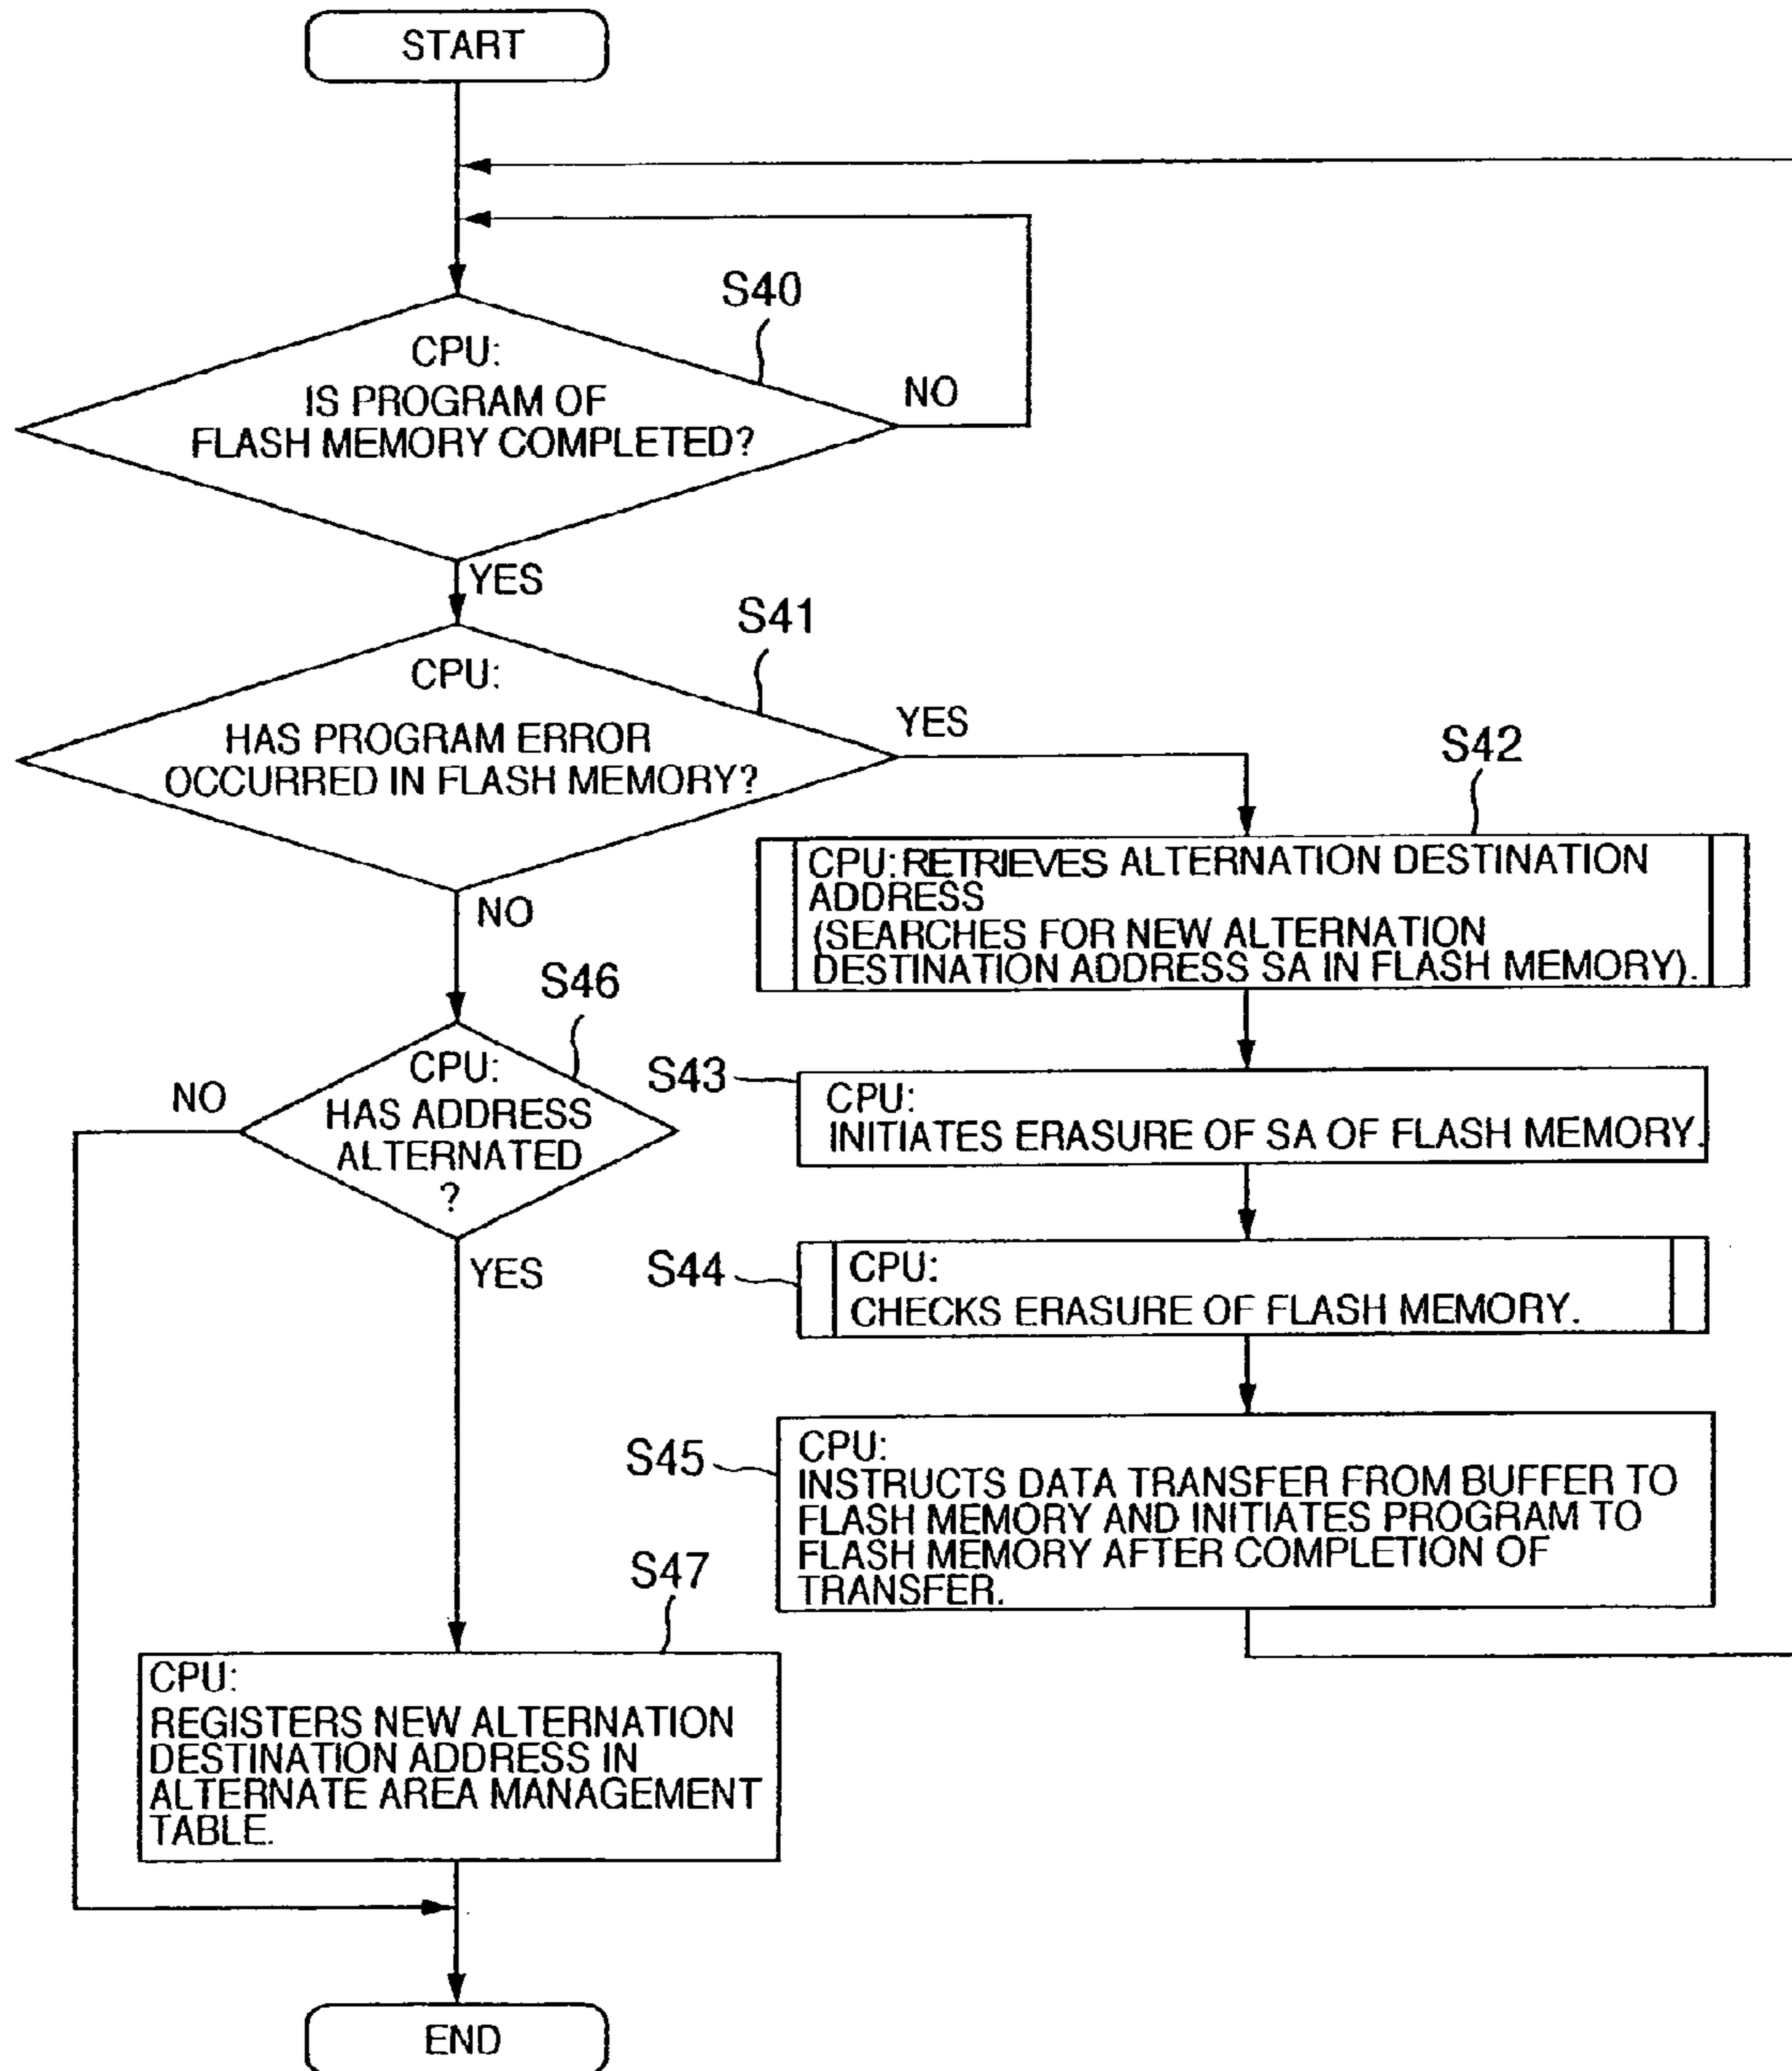 START
S40
CPU:
IS PROGRAM OF
FLASH MEMORY COMPLETED?
NO
YES
S41
CPU:
HAS PROGRAM ERROR
OCCURRED IN FLASH MEMORY?
YES
NO
S42
CPU: RETRIEVES ALTERNATION DESTINATION
ADDRESS
(SEARCHES FOR NEW ALTERNATION
DESTINATION ADDRESS SA IN FLASH MEMORY).
S43
CPU:
INITIATES ERASURE OF SA OF FLASH MEMORY.
S44
CPU:
CHECKS ERASURE OF FLASH MEMORY.
S45
CPU:
INSTRUCTS DATA TRANSFER FROM BUFFER TO
FLASH MEMORY AND INITIATES PROGRAM TO
FLASH MEMORY AFTER COMPLETION OF
TRANSFER.
S46
CPU:
HAS ADDRESS
ALTERNATED
?
NO
YES
S47
CPU:
REGISTERS NEW ALTERNATION
DESTINATION ADDRESS IN
ALTERNATE AREA MANAGEMENT
TABLE.
END